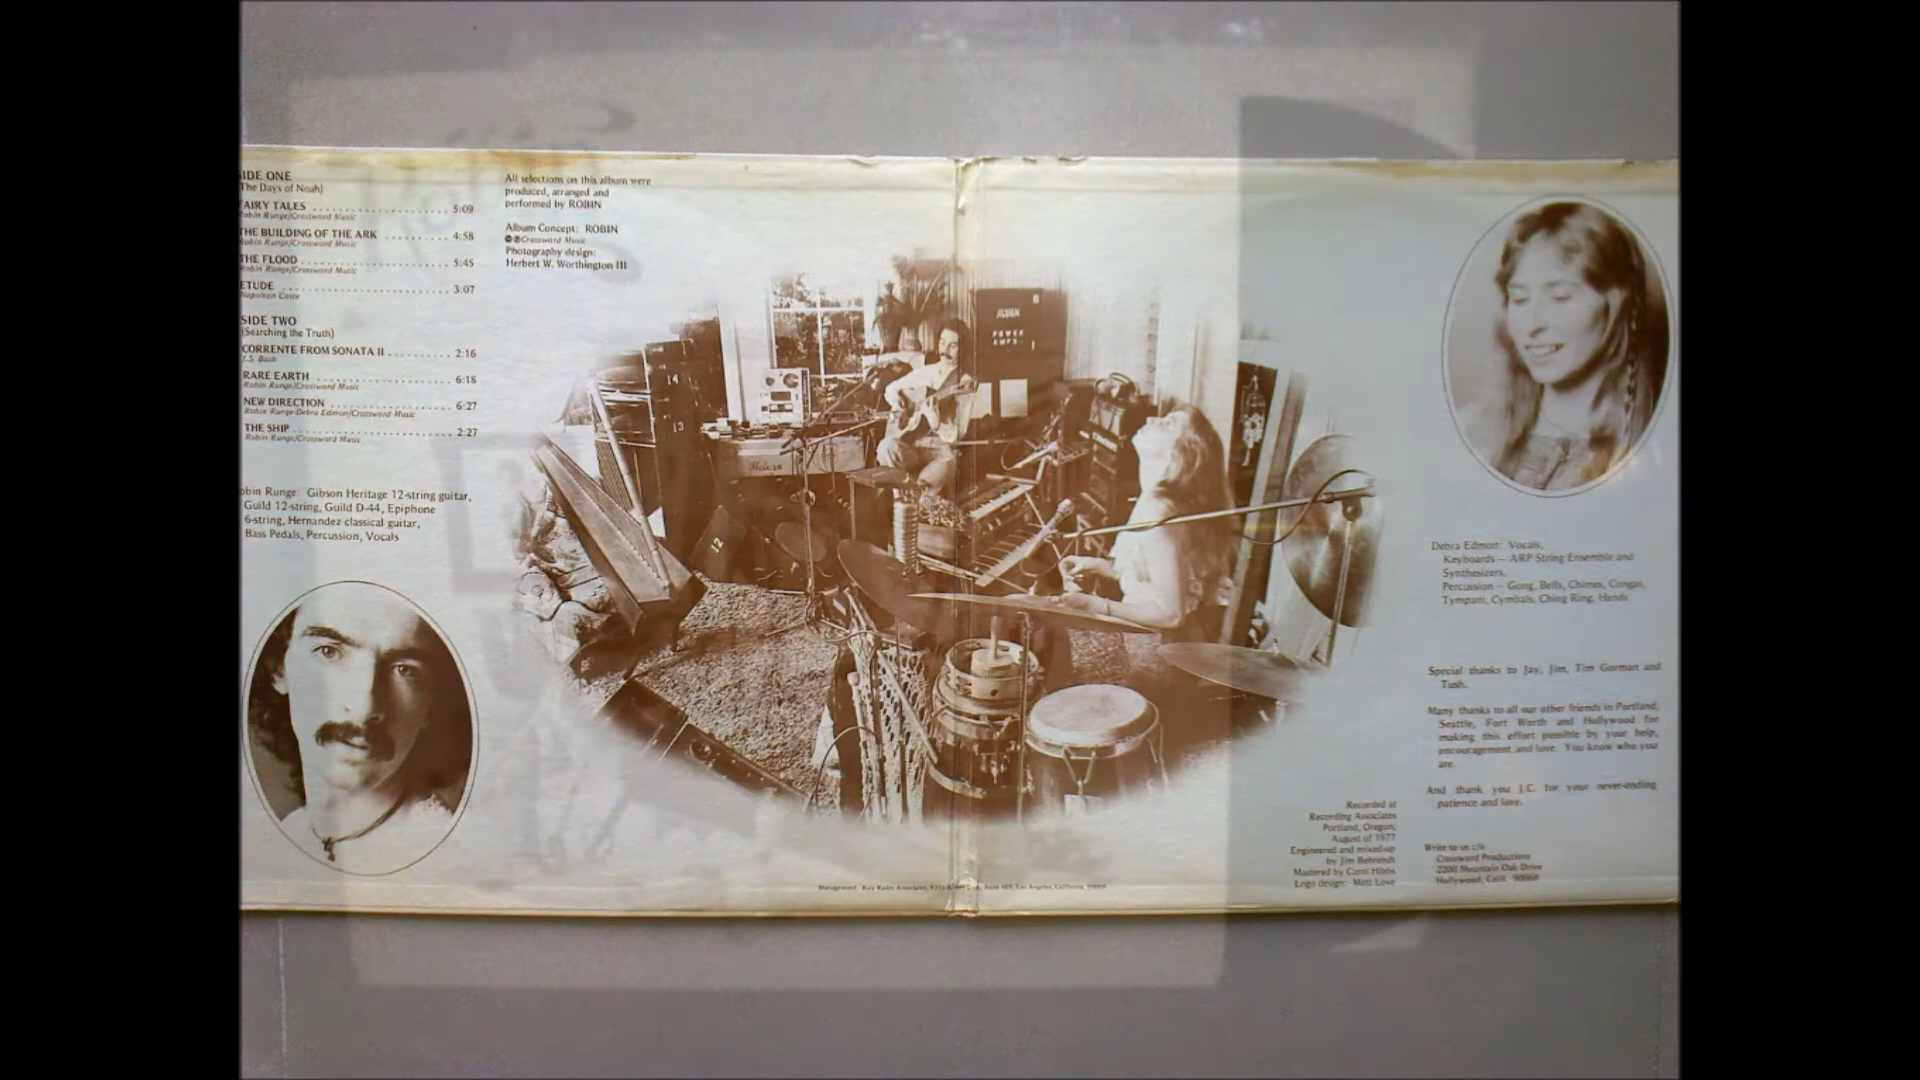 IDE ONE
The Days of Noah)
AIRY TALES 5:09
obin Runge/Crossword Music
THE BUILDING OF THE ARK 4:58
Robin Runge/Crossword Music
THE FLOOD 5:45
Robin Runge/Crossword Music
ETUDE 3:07
Napoleon Coste
SIDE TWO
(Searching the Truth)
CORRENTE FROM SONATA II 2:16
J.S. Bach
RARE EARTH 6:18
Robin Runge/Crossword Music
NEW DIRECTION 6:27
Robin Runge-Debra Edmon/Crossword Music
THE SHIP 2:27
Robin Runge/Crossword Music
obin Runge: Gibson Heritage 12-string guitar,
Guild 12-string, Guild D-44, Epiphone
6-string, Hernandez classical guitar,
Bass Pedals, Percussion, Vocals
All selections on this album were
produced, arranged and
performed by ROBIN
Album Concept: ROBIN
©℗Crossword Music
Photography design:
Herbert W. Worthington III
ROBIN
POWER
AMPS
14
13
12
Debra Edmon: Vocals,
Keyboards — ARP String Ensemble and
Synthesizers,
Percussion — Gong, Bells, Chimes, Congas,
Tympani, Cymbals, Ching Ring, Hands
Special thanks to Jay, Jim, Tim Gorman and
Tush.
Many thanks to all our other friends in Portland,
Seattle, Fort Worth and Hollywood for
making this effort possible by your help,
encouragement and love. You know who you
are.
And thank you J.C. for your never-ending
patience and love.
Recorded at
Recording Associates
Portland, Oregon,
August of 1977
Engineered and mixed-up
by Jim Behrendt
Mastered by Carol Hibbs
Logo design: Matt Love
Write to us c/o
Crossword Productions
2200 Mountain Oak Drive
Hollywood, Calif. 90068